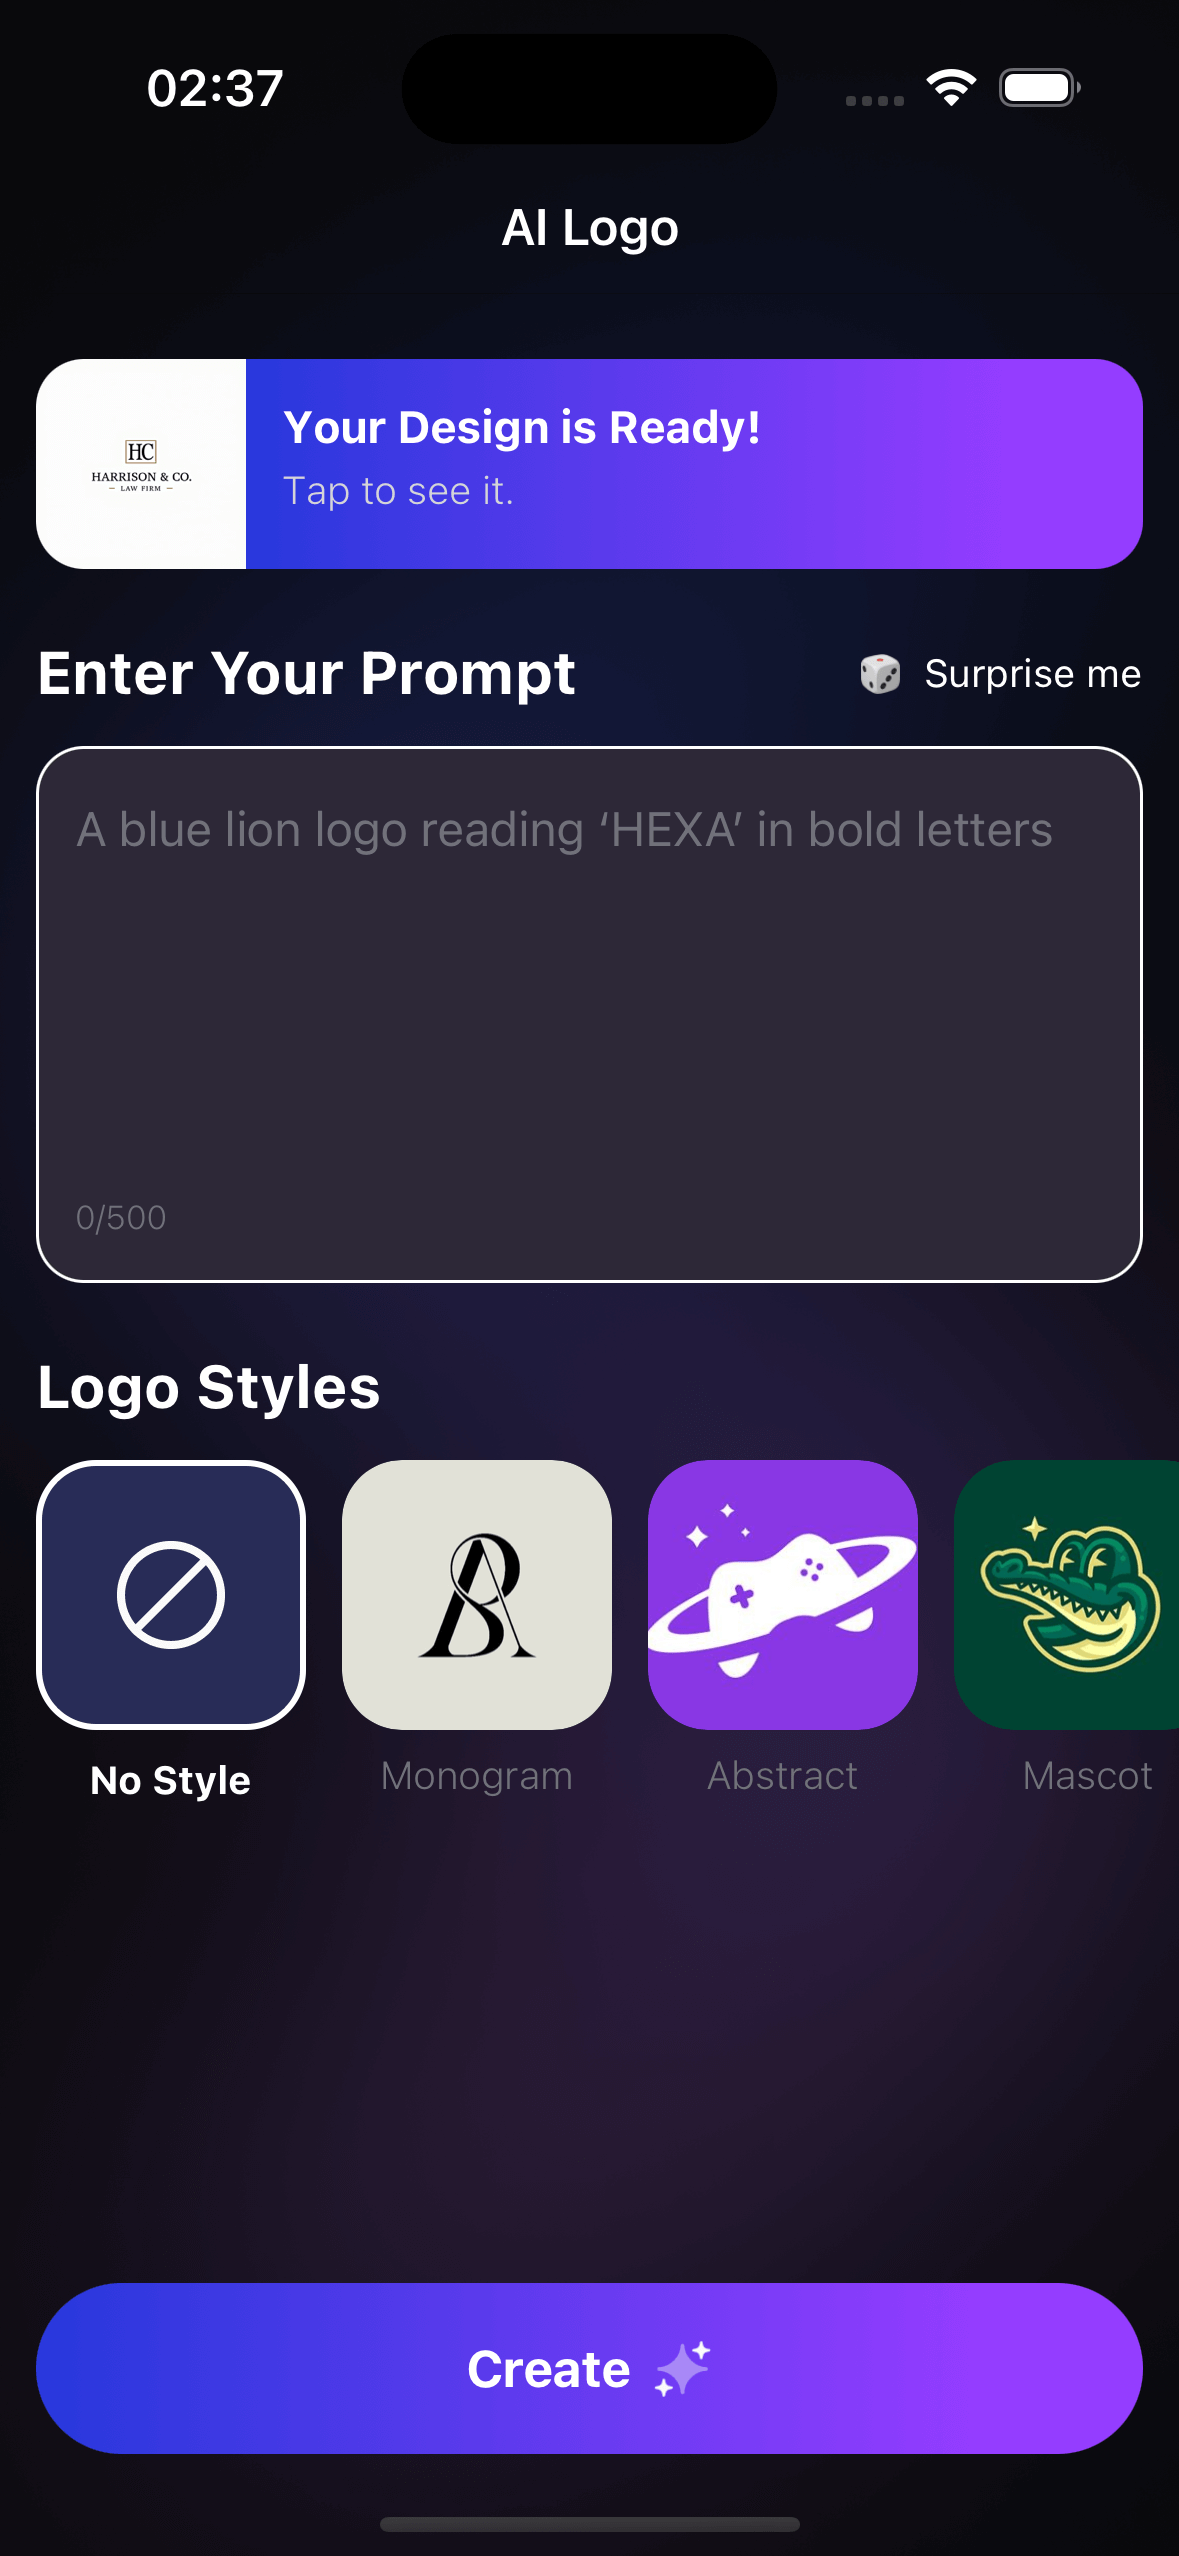 02:37
AI Logo
HC
HARRISON & CO.
– LAW FIRM –
Your Design is Ready!
Tap to see it.
Enter Your Prompt
Surprise me
A blue lion logo reading ‘HEXA’ in bold letters
0/500
Logo Styles
No Style
Monogram
Abstract
Mascot
Create